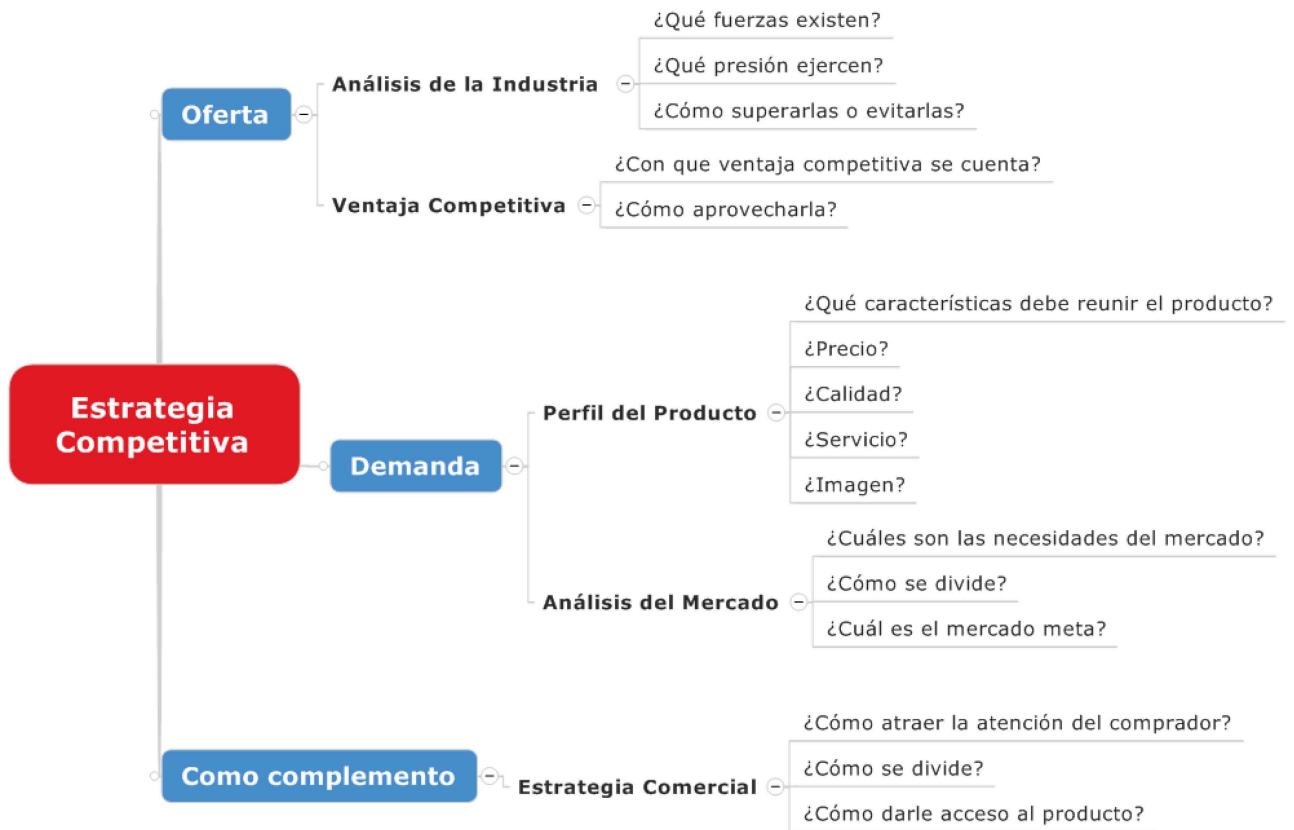 ¿Qué fuerzas existen?
Análisis de la Industria
¿Qué presión ejercen?
¿Cómo superarlas o evitarlas?
Oferta
¿Con que ventaja competitiva se cuenta?
Ventaja Competitiva
¿Cómo aprovecharla?
¿Qué características debe reunir el producto?
¿Precio?
¿Calidad?
Perfil del Producto
¿Servicio?
¿Imagen?
Estrategia
Competitiva
Demanda
¿Cuáles son las necesidades del mercado?
¿Cómo se divide?
Análisis del Mercado
¿Cuál es el mercado meta?
¿Cómo atraer la atención del comprador?
Como complemento
Estrategia Comercial
¿Cómo se divide?
¿Cómo darle acceso al producto?